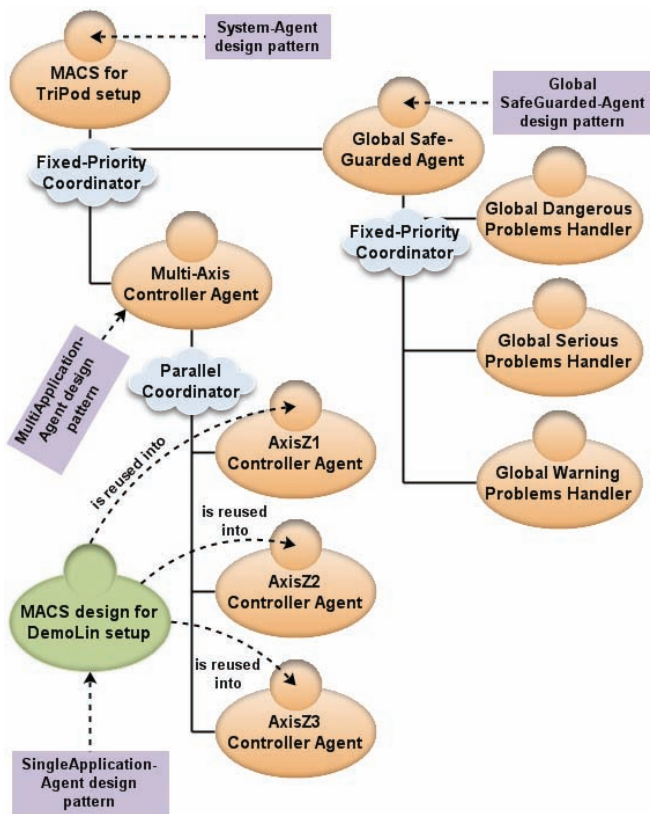 System-Agent
design pattern
MACS for
TriPod setup
Global
SafeGuarded-Agent
design pattern
Global Safe-
Guarded Agent
Fixed-Priority
Coordinator
Global Dangerous
Problems Handler
Fixed-Priority
Coordinator
Multi-Axis
Controller Agent
Global Serious
Problems Handler
MultiApplication-
Agent design
pattern
Parallel
Coordinator
AxisZ1
Controller Agent
is reused into
Global Warning
Problems Handler
is reused
into
AxisZ2
Controller Agent
MACS design for
DemoLin setup
is reused
into
AxisZ3
Controller Agent
SingleApplication-
Agent design
pattern